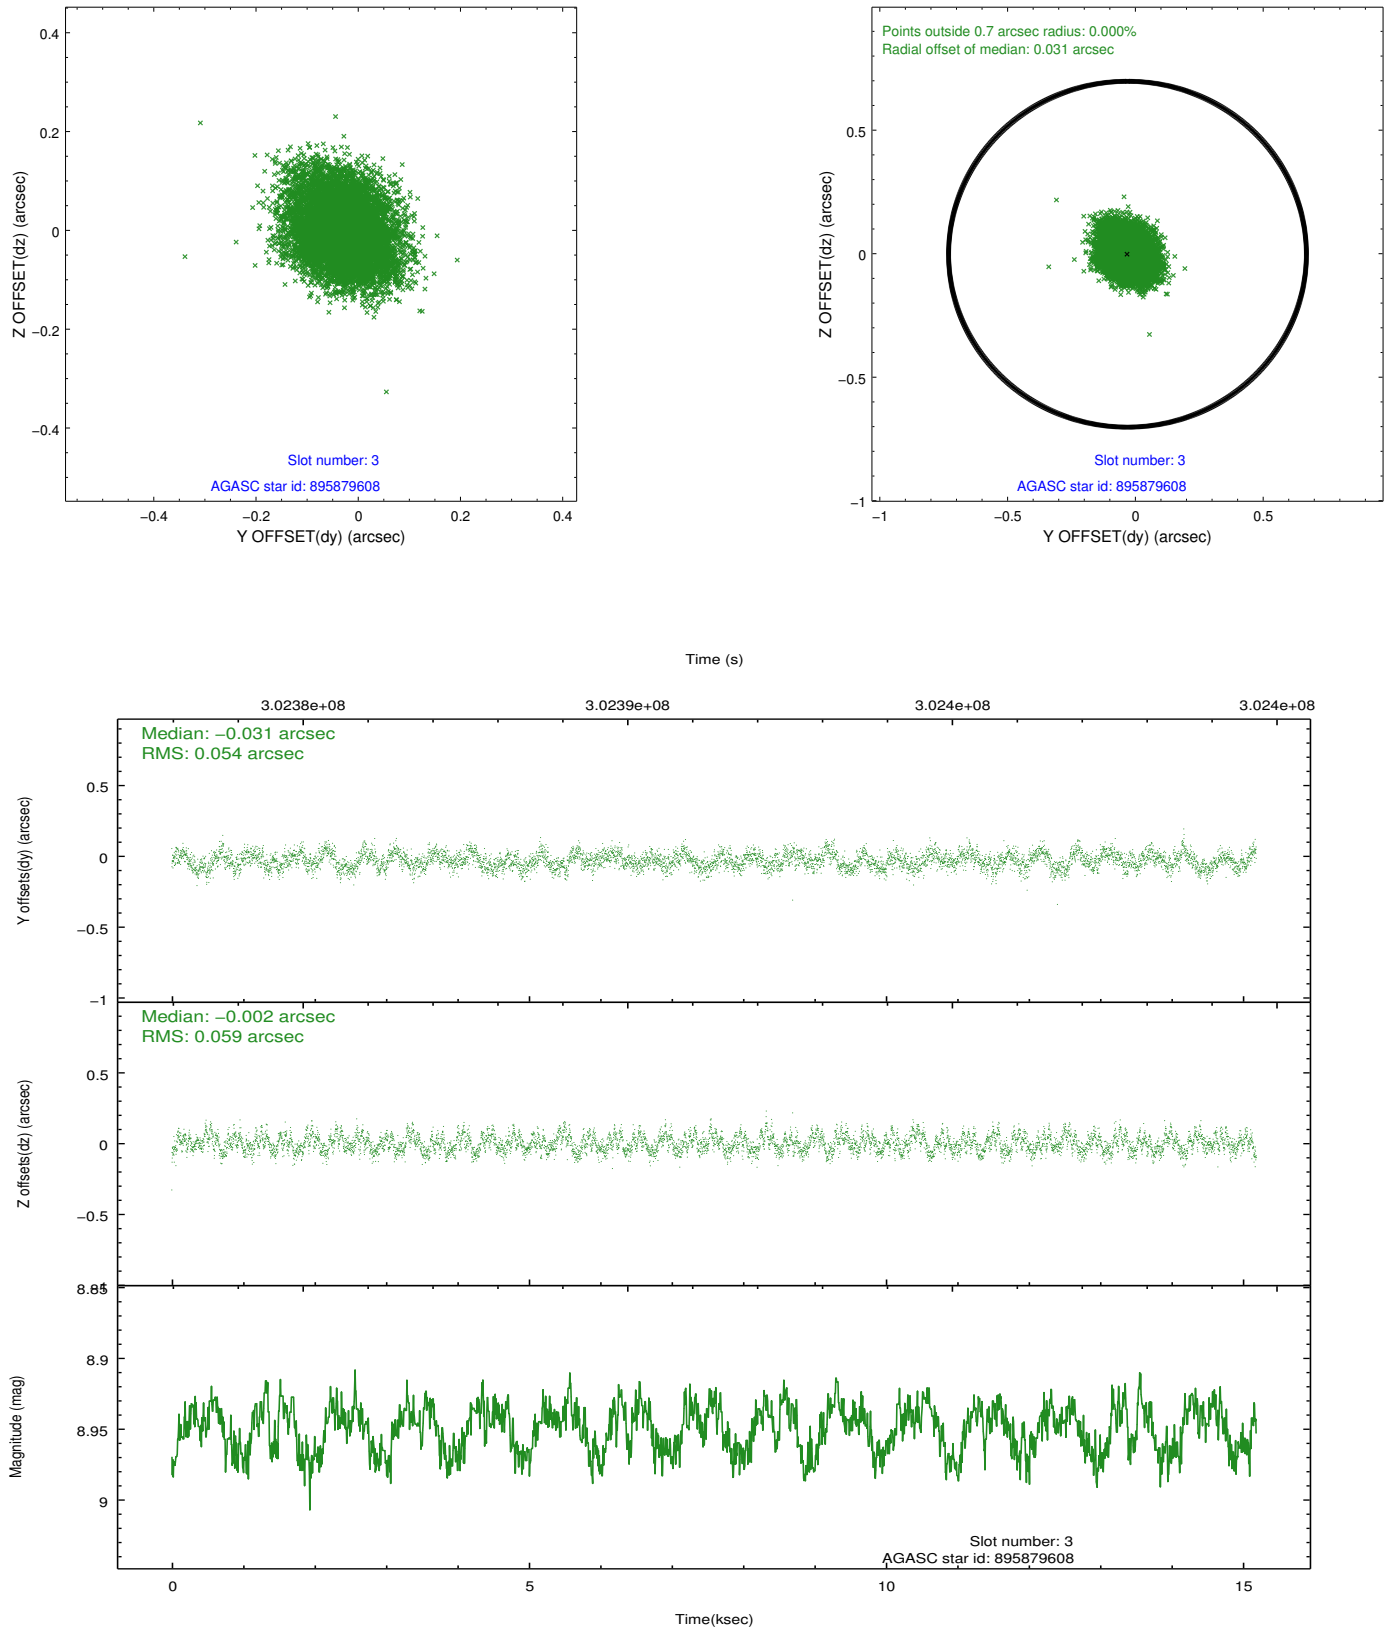 0.4
0.2
0
−0.2
−0.4
Z OFFSET(dz) (arcsec)
Slot number: 3
AGASC star id: 895879608
−0.4
−0.2
0
0.2
0.4
Y OFFSET(dy) (arcsec)
Points outside 0.7 arcsec radius: 0.000%
Radial offset of median: 0.031 arcsec
0.5
0
−0.5
−1
Z OFFSET(dz) (arcsec)
Slot number: 3
AGASC star id: 895879608
−1
−0.5
0
0.5
Y OFFSET(dy) (arcsec)
Time (s)
3.0238e+08
3.0239e+08
3.024e+08
3.024e+08
Median: −0.031 arcsec
RMS: 0.054 arcsec
0.5
0
−0.5
−1
Y offsets(dy) (arcsec)
Median: −0.002 arcsec
RMS: 0.059 arcsec
0.5
0
−0.5
Z offsets(dz) (arcsec)
8.9
8.95
9
Magnitude (mag)
Slot number: 3
AGASC star id: 895879608
0
5
10
15
Time(ksec)